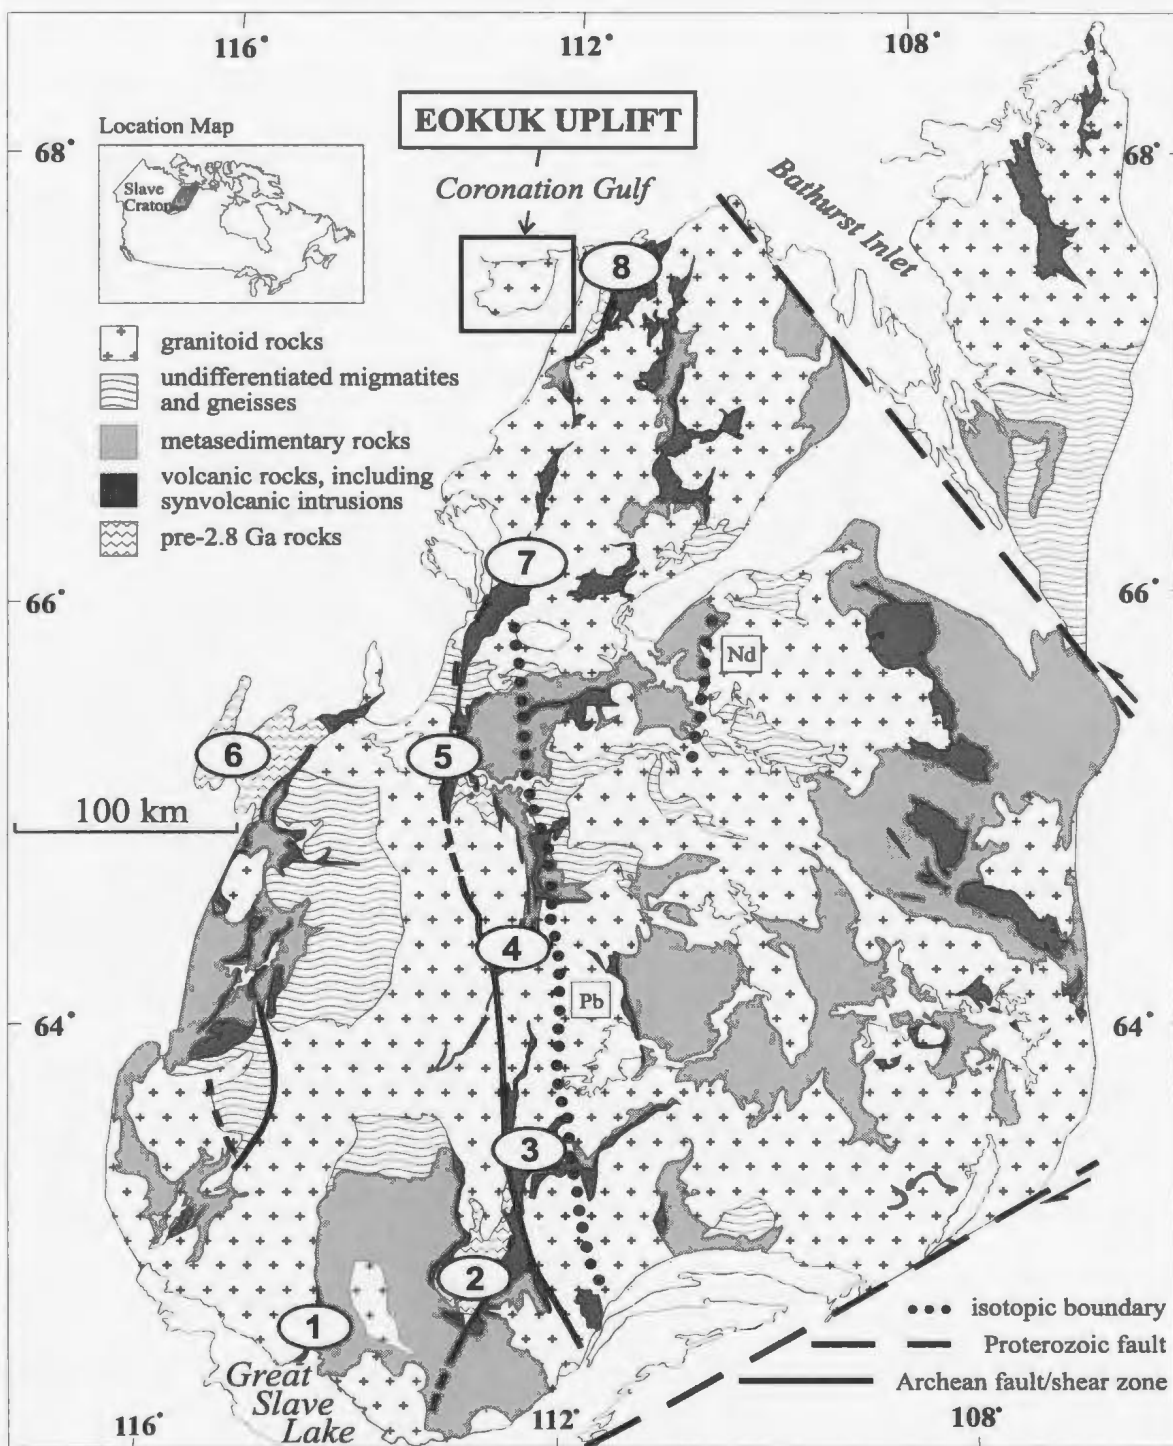 116°
112°
108°
EOKUK UPLIFT
Location Map
68°
68°
Coronation Gulf
Bathurst Inlet
Slave
Craton
8
granitoid rocks
undifferentiated migmatites
and gneisses
metasedimentary rocks
volcanic rocks, including
synvolcanic intrusions
pre-2.8 Ga rocks
7
66°
66°
Nd
6
5
100 km
4
Pb
64°
64°
3
2
1
isotopic boundary
Proterozoic fault
Archean fault/shear zone
Great
Slave
Lake
116°
112°
108°